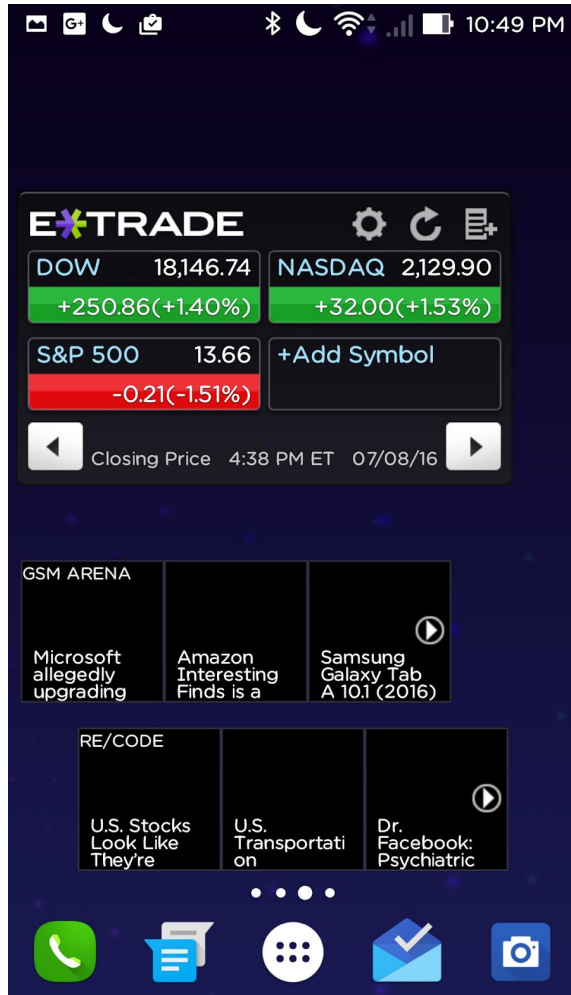 G+ 10:49 PM
E*TRADE
DOW 18,146.74
+250.86(+1.40%)
NASDAQ 2,129.90
+32.00(+1.53%)
S&P 500 13.66
-0.21(-1.51%)
+Add Symbol
Closing Price 4:38 PM ET 07/08/16
GSM ARENA
Microsoft
allegedly
upgrading
Amazon
Interesting
Finds is a
Samsung
Galaxy Tab
A 10.1 (2016)
RE/CODE
U.S. Stocks
Look Like
They're
U.S.
Transportati
on
Dr.
Facebook:
Psychiatric